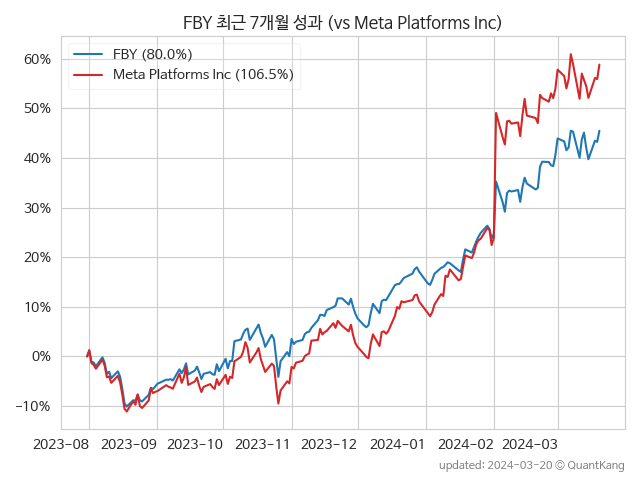 FBY 최근 7개월 성과 (vs Meta Platforms Inc)
FBY (80.0%)
Meta Platforms Inc (106.5%)
60%
50%
40%
30%
20%
10%
0%
−10%
2023-08 2023-09 2023-10 2023-11 2023-12 2024-01 2024-02 2024-03
updated: 2024-03-20 © QuantKang